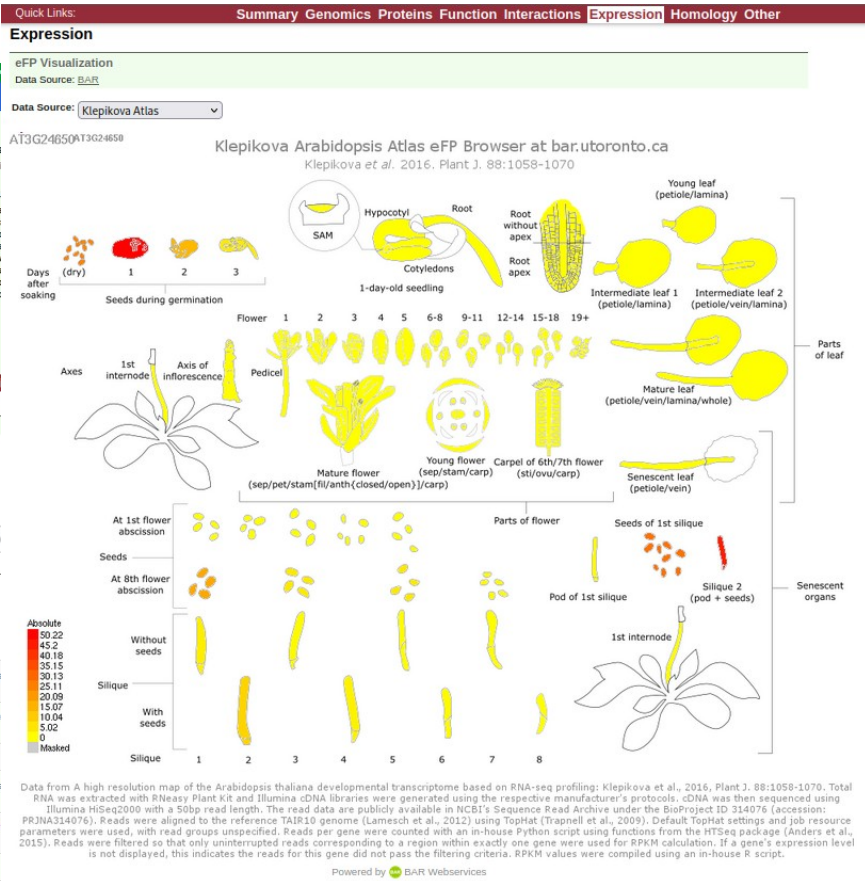 Quick Links: Summary Genomics Proteins Function Interactions Expression Homology Other
Expression
eFP Visualization
Data Source: BAR
Data Source: Klepikova Atlas
AT3G24650 AT3G24650
Klepikova Arabidopsis Atlas eFP Browser at bar.utoronto.ca
Klepikova et al. 2016. Plant J. 88:1058-1070
Young leaf
(petiole/lamina)
Hypocotyl
Root
SAM
Cotyledons
1-day-old seedling
Root
without
apex
Root
apex
Intermediate leaf 1
(petiole/lamina)
Intermediate leaf 2
(petiole/vein/lamina)
Days
after
soaking
(dry) 1 2 3
Seeds during germination
Flower 1 2 3 4 5 6-8 9-11 12-14 15-18 19+
Axes
1st
internode
Axis of
inflorescence
Pedicel
Parts
of leaf
Mature leaf
(petiole/vein/lamina/whole)
Mature flower
(sep/pet/stam[fil/anth{closed/open}]/carp)
Young flower
(sep/stam/carp)
Carpel of 6th/7th flower
(sti/ovu/carp)
Senescent leaf
(petiole/vein)
Parts of flower
At 1st flower
abscission
Seeds
At 8th flower
abscission
Seeds of 1st silique
Pod of 1st silique
Silique 2
(pod + seeds)
Senescent
organs
1st internode
Absolute
50.22
45.2
40.18
35.15
30.13
25.11
20.09
15.07
10.04
5.02
0
Masked
Without
seeds
Silique
With
seeds
Silique 1 2 3 4 5 6 7 8
Data from A high resolution map of the Arabidopsis thaliana developmental transcriptome based on RNA-seq profiling: Klepikova et al., 2016, Plant J. 88:1058-1070. Total
RNA was extracted with RNeasy Plant Kit and Illumina cDNA libraries were generated using the respective manufacturer's protocols. cDNA was then sequenced using
Illumina HiSeq2000 with a 50bp read length. The read data are publicly available in NCBI's Sequence Read Archive under the BioProject ID 314076 (accession:
PRJNA314076). Reads were aligned to the reference TAIR10 genome (Lamesch et al., 2012) using TopHat (Trapnell et al., 2009). Default TopHat settings and job resource
parameters were used, with read groups unspecified. Reads per gene were counted with an in-house Python script using functions from the HTSeq package (Anders et al.,
2015). Reads were filtered so that only uninterrupted reads corresponding to a region within exactly one gene were used for RPKM calculation. If a gene's expression level
is not displayed, this indicates the reads for this gene did not pass the filtering criteria. RPKM values were compiled using an in-house R script.
Powered by BAR Webservices